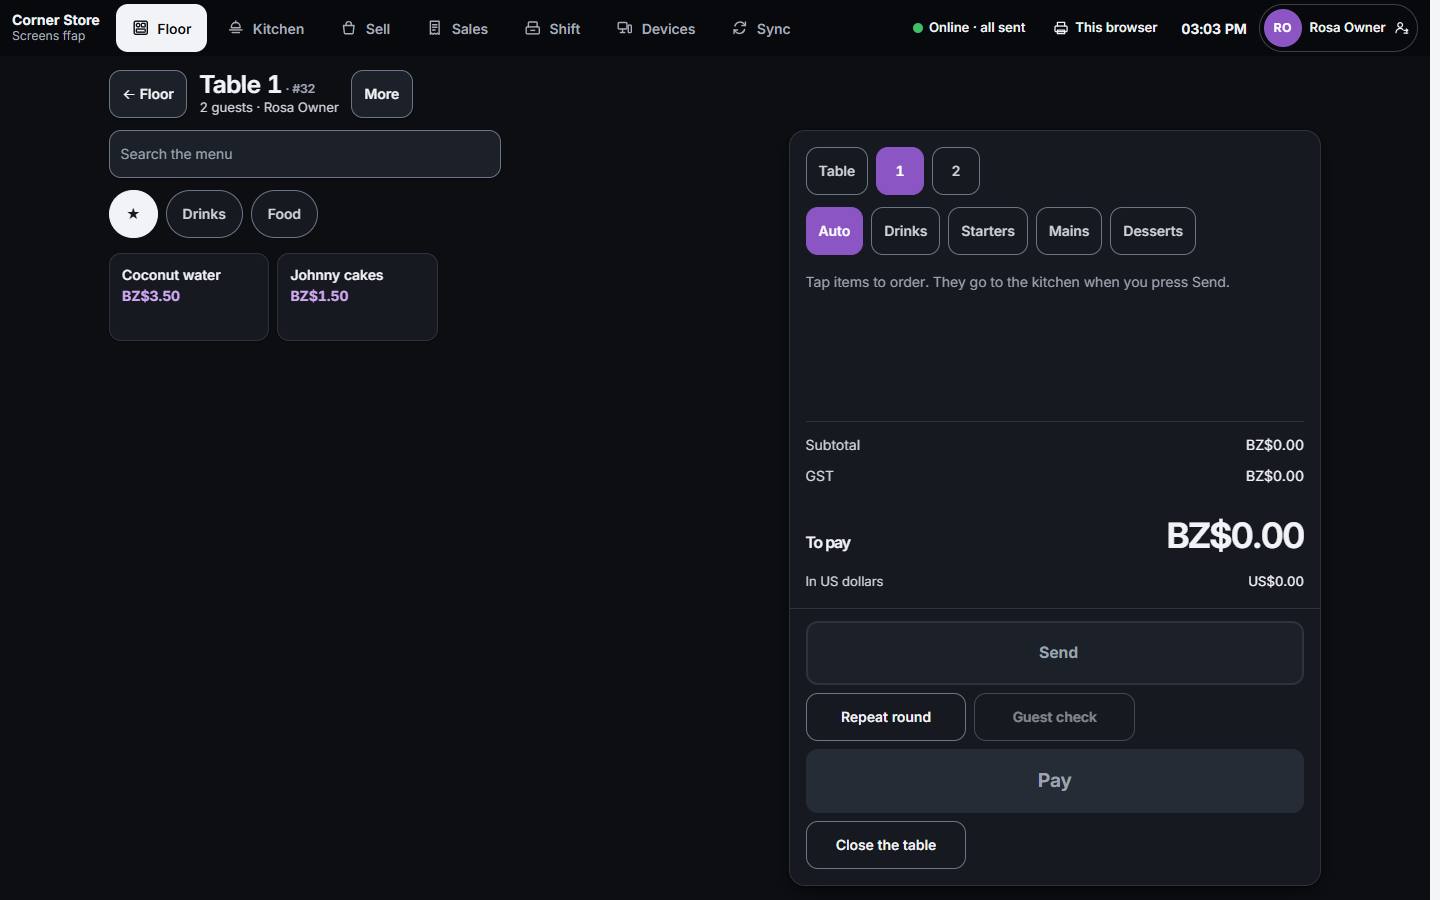 Corner Store
Screens ffap
Floor
Kitchen
Sell
Sales
Shift
Devices
Sync
Online · all sent
This browser
03:03 PM
RO
Rosa Owner
← Floor
Table 1 · #32
2 guests · Rosa Owner
More
Search the menu
★
Drinks
Food
Coconut water
BZ$3.50
Johnny cakes
BZ$1.50
Table
1
2
Auto
Drinks
Starters
Mains
Desserts
Tap items to order. They go to the kitchen when you press Send.
Subtotal BZ$0.00
GST BZ$0.00
To pay BZ$0.00
In US dollars US$0.00
Send
Repeat round
Guest check
Pay
Close the table